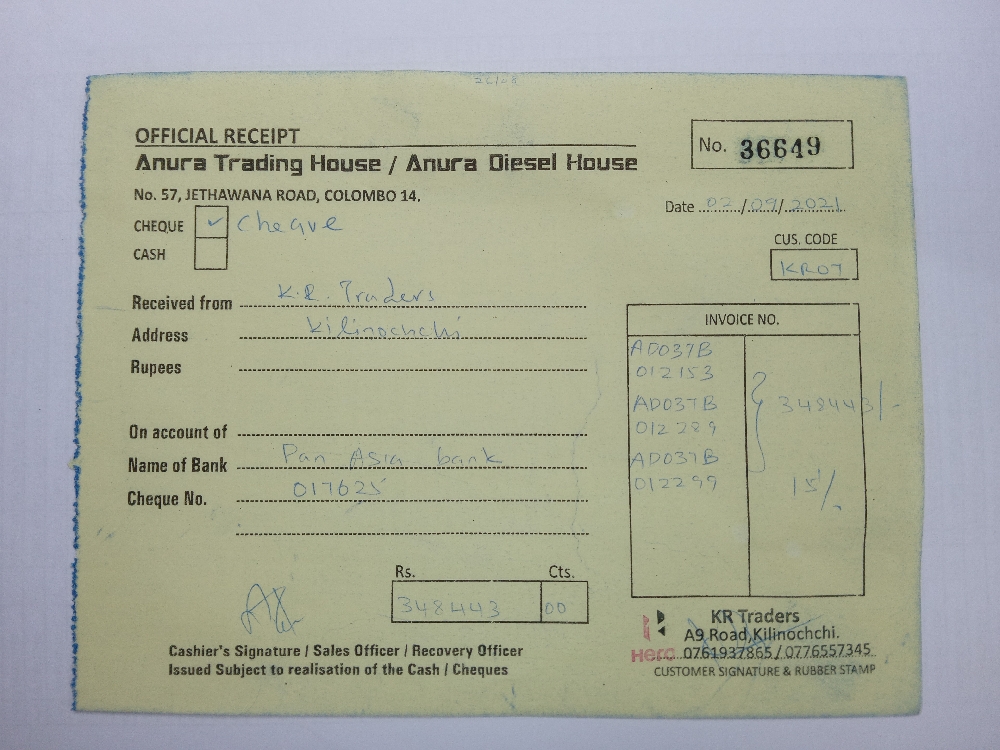 OFFICIAL RECEIPT
Anura Trading House / Anura Diesel House
No. 57, JETHAWANA ROAD, COLOMBO 14.
No. 36649
Date 02/09/2021
CHEQUE ✓ Cheque
CASH
CUS. CODE
KR07
Received from K.R. Traders
Address Kilinochchi
Rupees
On account of
Name of Bank Pan Asia bank
Cheque No. 017625
INVOICE NO.
AD037B
012153
AD037B
012289
AD037B
012299
348443/-
15%
Rs. Cts.
348443 00
Cashier's Signature / Sales Officer / Recovery Officer
Issued Subject to realisation of the Cash / Cheques
Hero
KR Traders
A9 Road,Kilinochchi.
0761937865/0776557345
CUSTOMER SIGNATURE & RUBBER STAMP